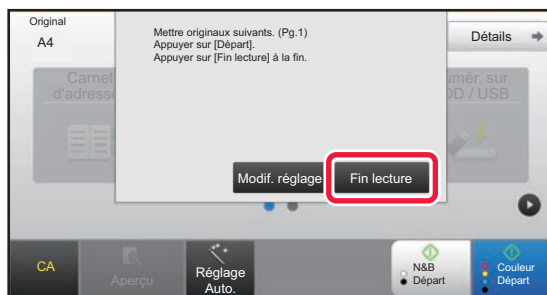 Original
A4
Mettre originaux suivants. (Pg.1)
Appuyer sur [Départ].
Appuyer sur [Fin lecture] à la fin.
Détails
Carnet
d'adresse
umér. sur
DD / USB
Modif. réglage
Fin lecture
CA
Aperçu
Réglage
Auto.
N&B
Départ
Couleur
Départ